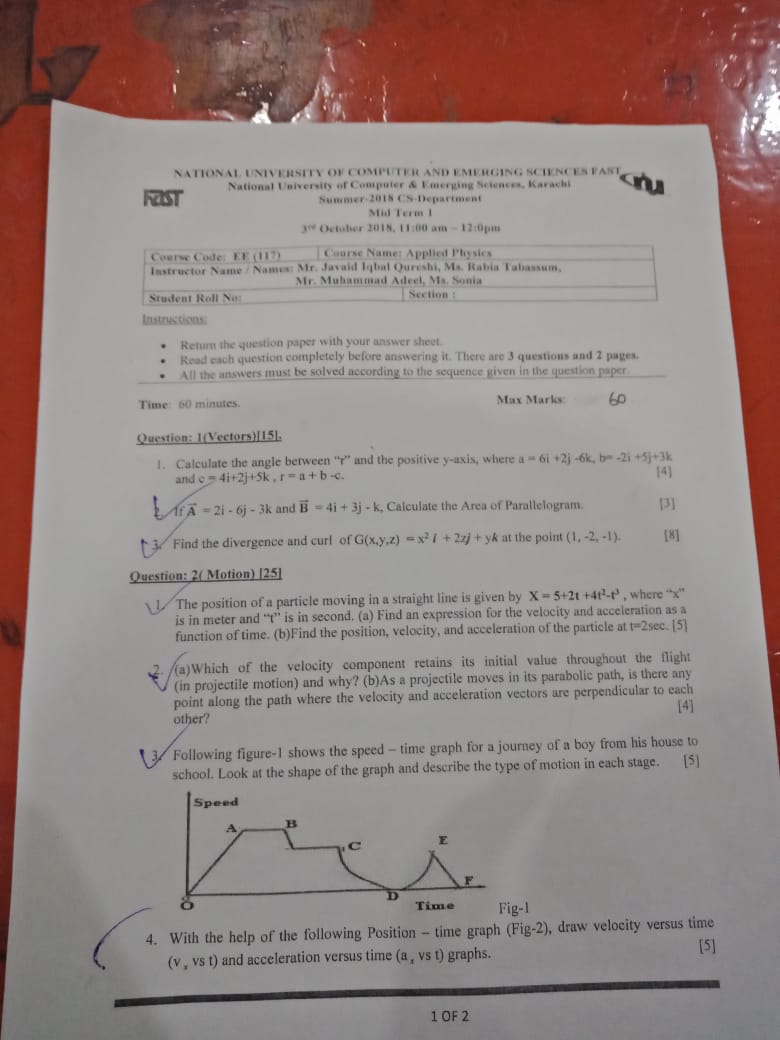 NATIONAL UNIVERSITY OF COMPUTER AND EMERGING SCIENCES FAST
National University of Computer & Emerging Sciences, Karachi
FAST
nu
Summer-2018 CS-Department
Mid Term 1
3rd October 2018, 11:00 am – 12:0pm
Course Code: EE (117) Course Name: Applied Physics
Instructor Name / Names: Mr. Javaid Iqbal Qureshi, Ms. Rabia Tabassum,
Mr. Muhammad Adeel, Ms. Sonia
Student Roll No: Section :
Instructions:
• Return the question paper with your answer sheet.
• Read each question completely before answering it. There are 3 questions and 2 pages.
• All the answers must be solved according to the sequence given in the question paper.
Time: 60 minutes. Max Marks: 60
Question: 1(Vectors)[15].
1. Calculate the angle between “r” and the positive y-axis, where a = 6i +2j -6k, b= -2i +5j+3k
and c = 4i+2j+5k , r = a + b -c. [4]
2. If A⃗ = 2i - 6j - 3k and B⃗ = 4i + 3j - k, Calculate the Area of Parallelogram. [3]
3. Find the divergence and curl of G(x,y,z) = x² i + 2zj + yk at the point (1, -2, -1). [8]
Question: 2( Motion) [25]
1. The position of a particle moving in a straight line is given by X = 5+2t +4t²-t³ , where “x”
is in meter and “t” is in second. (a) Find an expression for the velocity and acceleration as a
function of time. (b)Find the position, velocity, and acceleration of the particle at t=2sec. [5]
2. (a)Which of the velocity component retains its initial value throughout the flight
(in projectile motion) and why? (b)As a projectile moves in its parabolic path, is there any
point along the path where the velocity and acceleration vectors are perpendicular to each
other? [4]
3. Following figure-1 shows the speed – time graph for a journey of a boy from his house to
school. Look at the shape of the graph and describe the type of motion in each stage. [5]
Speed
A B
C E
O D F
Time Fig-1
4. With the help of the following Position – time graph (Fig-2), draw velocity versus time
(v x vs t) and acceleration versus time (a x vs t) graphs. [5]
1 OF 2